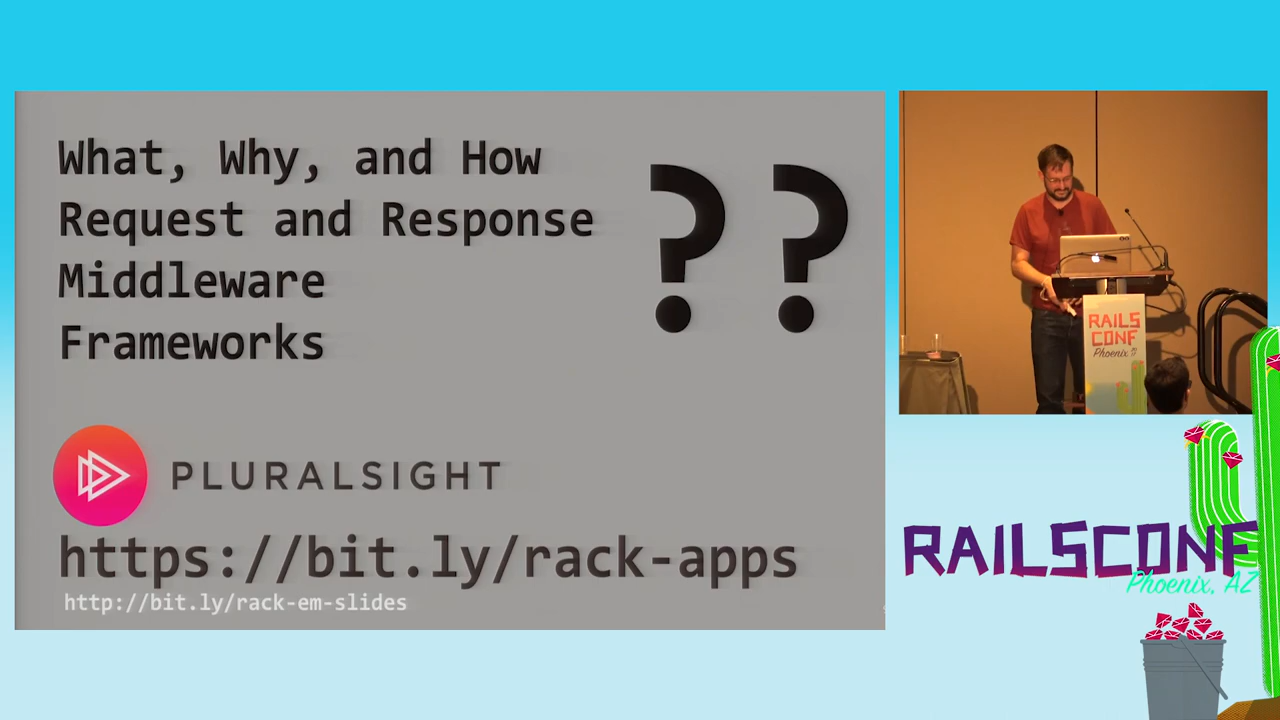 What, Why, and How
Request and Response
Middleware
Frameworks
??
PLURALSIGHT
https://bit.ly/rack-apps
http://bit.ly/rack-em-slides
RAILS
CONF
Phoenix
RAILSCONF
Phoenix, AZ